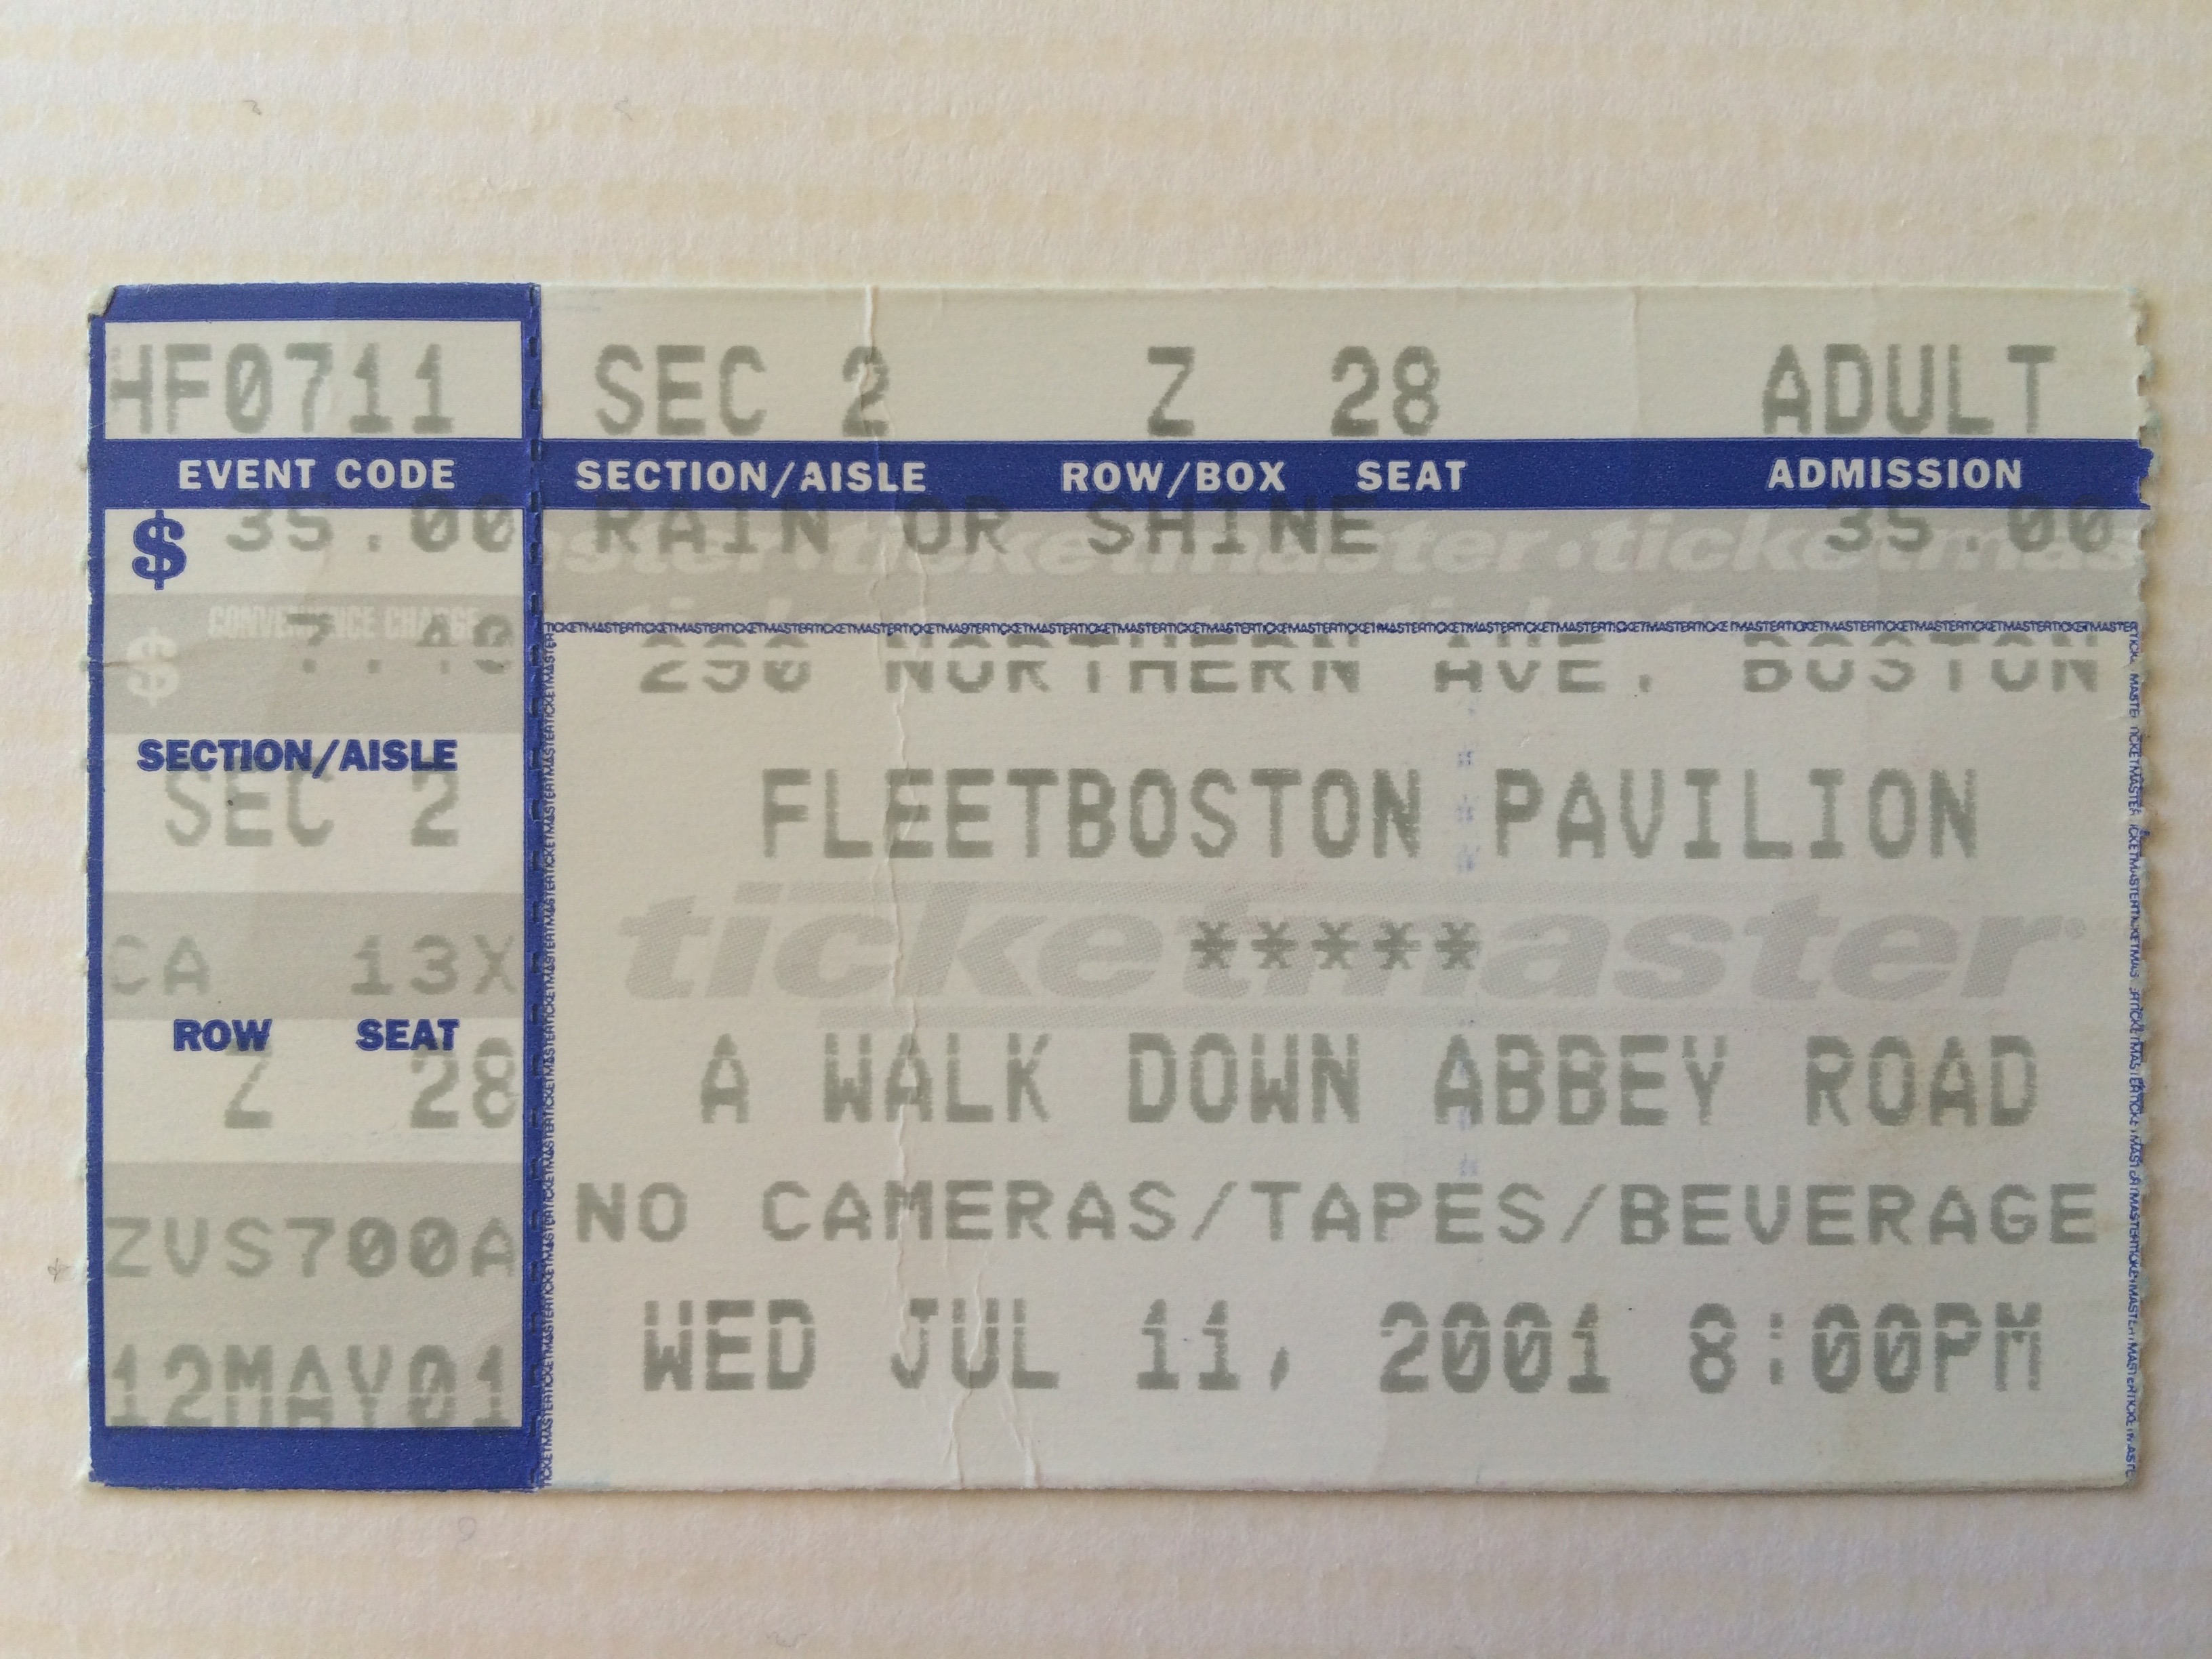 HF0711
EVENT CODE
$ 35.00
CONVENIENCE CHARGE
$ 7.40
SECTION/AISLE
SEC 2
CA 13X
ROW SEAT
Z 28
ZVS700A
12MAY01
SEC 2 Z 28 ADULT
SECTION/AISLE ROW/BOX SEAT ADMISSION
RAIN OR SHINE 35.00
290 NORTHERN AVE. BOSTON
FLEETBOSTON PAVILION
ticketmaster
*****
A WALK DOWN ABBEY ROAD
NO CAMERAS/TAPES/BEVERAGE
WED JUL 11, 2001 8:00PM